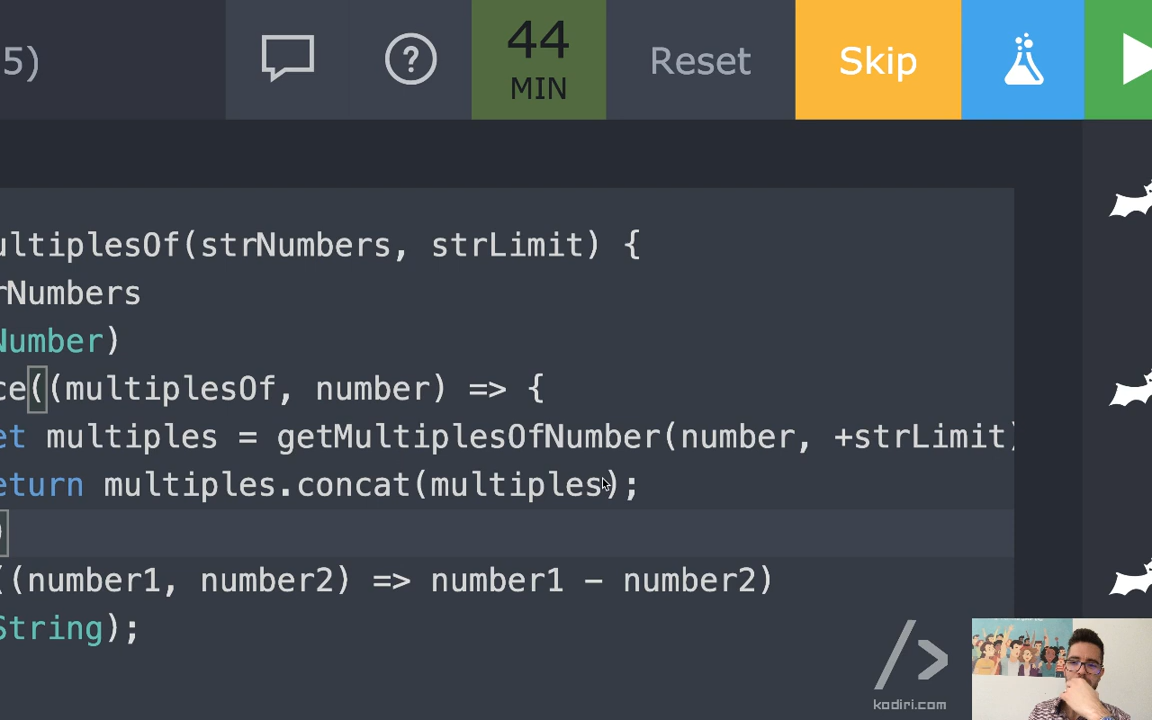 5)
?
44
MIN
Reset
Skip
ultiplesOf(strNumbers, strLimit) {
rNumbers
Number)
ce((multiplesOf, number) => {
et multiples = getMultiplesOfNumber(number, +strLimit)
eturn multiples.concat(multiples);
)
((number1, number2) => number1 - number2)
String);
/>
kodiri.com